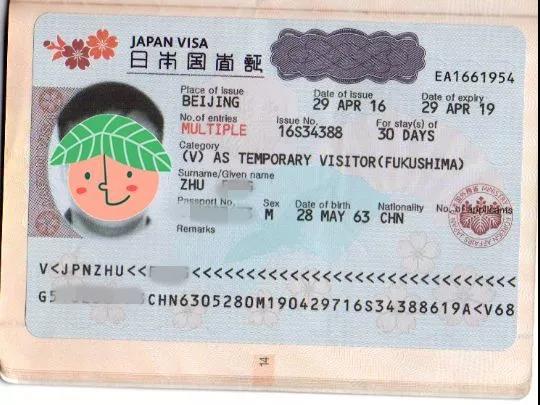 JAPAN VISA
日本国査証
EA1661954
Place of issue Date of issue Date of expiry
BEIJING 29 APR 16 29 APR 19
No.of entries Issue No. For stay(s) of
MULTIPLE 16S34388 30 DAYS
Category
(V) AS TEMPORARY VISITOR(FUKUSHIMA)
Surname/Given name
ZHU
Passport No. Sex Date of birth Nationality No. of applicants
M 28 MAY 63 CHN
Remarks
V<JPNZHU<<
CHN6305280M190429716S34388619A<V68
14